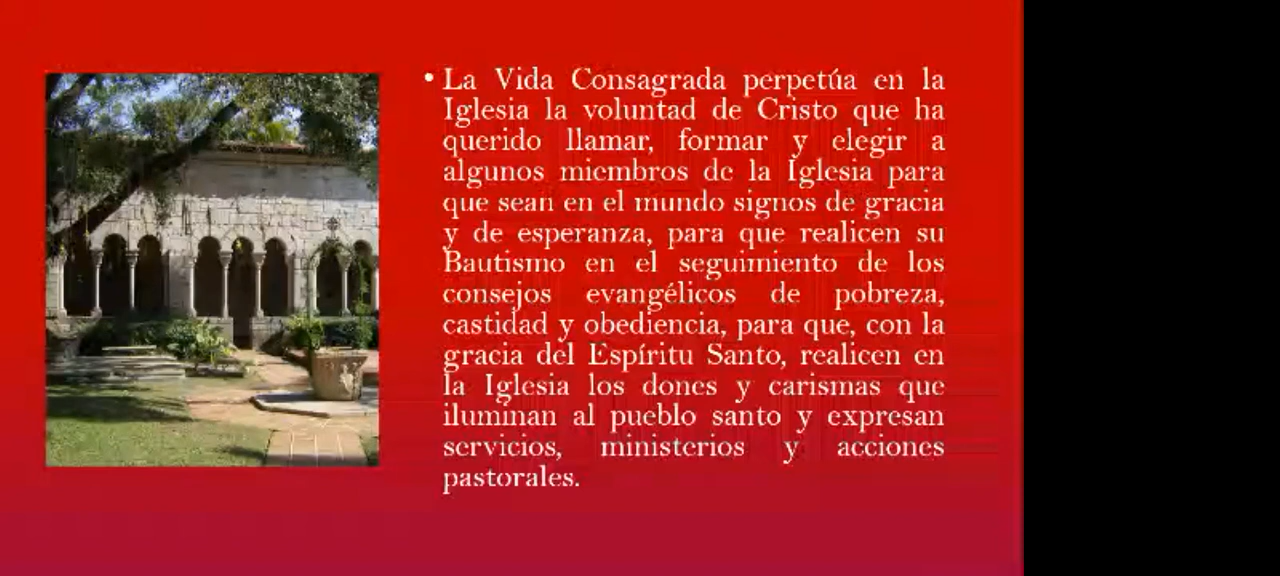 • La Vida Consagrada perpetúa en la
Iglesia la voluntad de Cristo que ha
querido llamar, formar y elegir a
algunos miembros de la Iglesia para
que sean en el mundo signos de gracia
y de esperanza, para que realicen su
Bautismo en el seguimiento de los
consejos evangélicos de pobreza,
castidad y obediencia, para que, con la
gracia del Espíritu Santo, realicen en
la Iglesia los dones y carismas que
iluminan al pueblo santo y expresan
servicios, ministerios y acciones
pastorales.